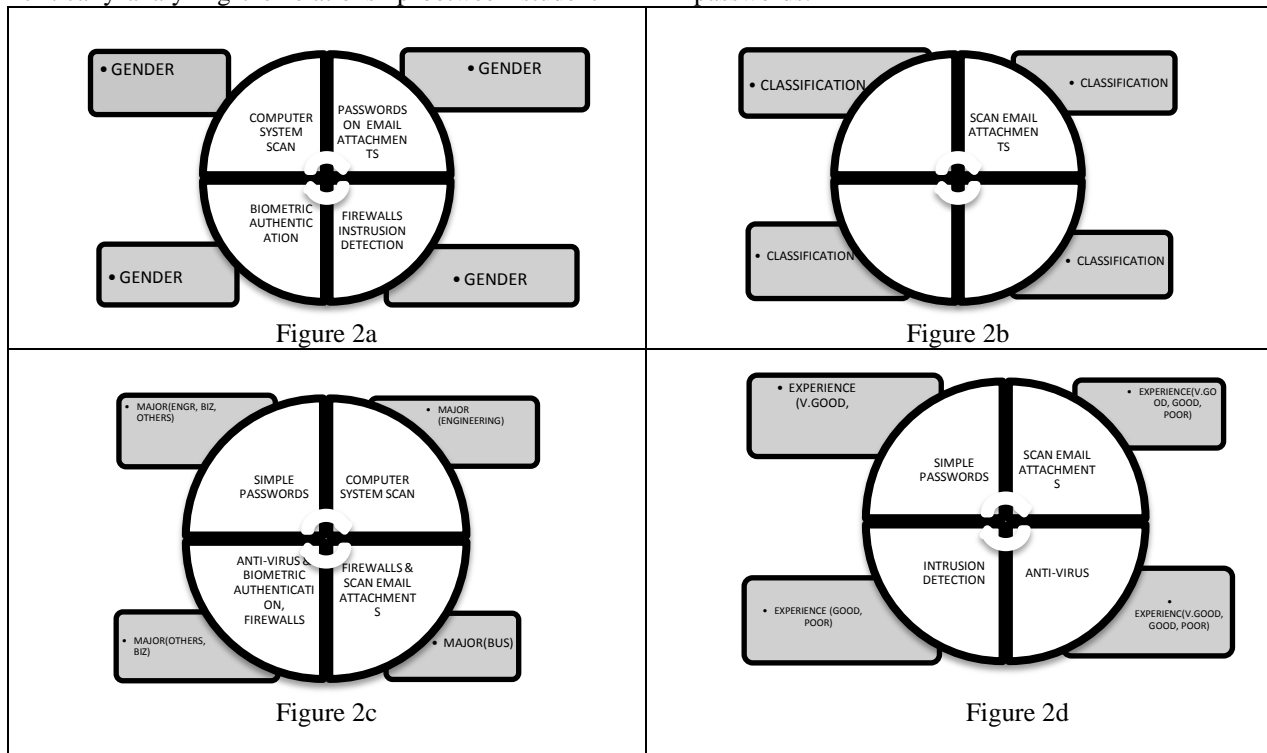 • GENDER
• GENDER
COMPUTER
SYSTEM
SCAN
PASSWORDS
ON EMAIL
ATTACHMEN
TS
BIOMETRIC
AUTHENTIC
ATION
FIREWALLS
INSTRUSION
DETECTION
• GENDER
• GENDER
Figure 2a
• CLASSIFICATION
• CLASSIFICATION
SCAN EMAIL
ATTACHMEN
TS
• CLASSIFICATION
• CLASSIFICATION
Figure 2b
• MAJOR(ENGR, BIZ,
OTHERS)
• MAJOR
(ENGINEERING)
SIMPLE
PASSWORDS
COMPUTER
SYSTEM SCAN
ANTI-VIRUS &
BIOMETRIC
AUTHENTICATI
ON,
FIREWALLS
FIREWALLS &
SCAN EMAIL
ATTACHMENT
S
• MAJOR(OTHERS,
BIZ)
• MAJOR(BUS)
Figure 2c
• EXPERIENCE
(V.GOOD,
• EXPERIENCE(V.GO
OD, GOOD,
POOR)
SIMPLE
PASSWORDS
SCAN EMAIL
ATTACHMENT
S
INTRUSION
DETECTION
ANTI-VIRUS
• EXPERIENCE (GOOD,
POOR)
• EXPERIENC(V.GOOD,
GOOD, POOR)
Figure 2d